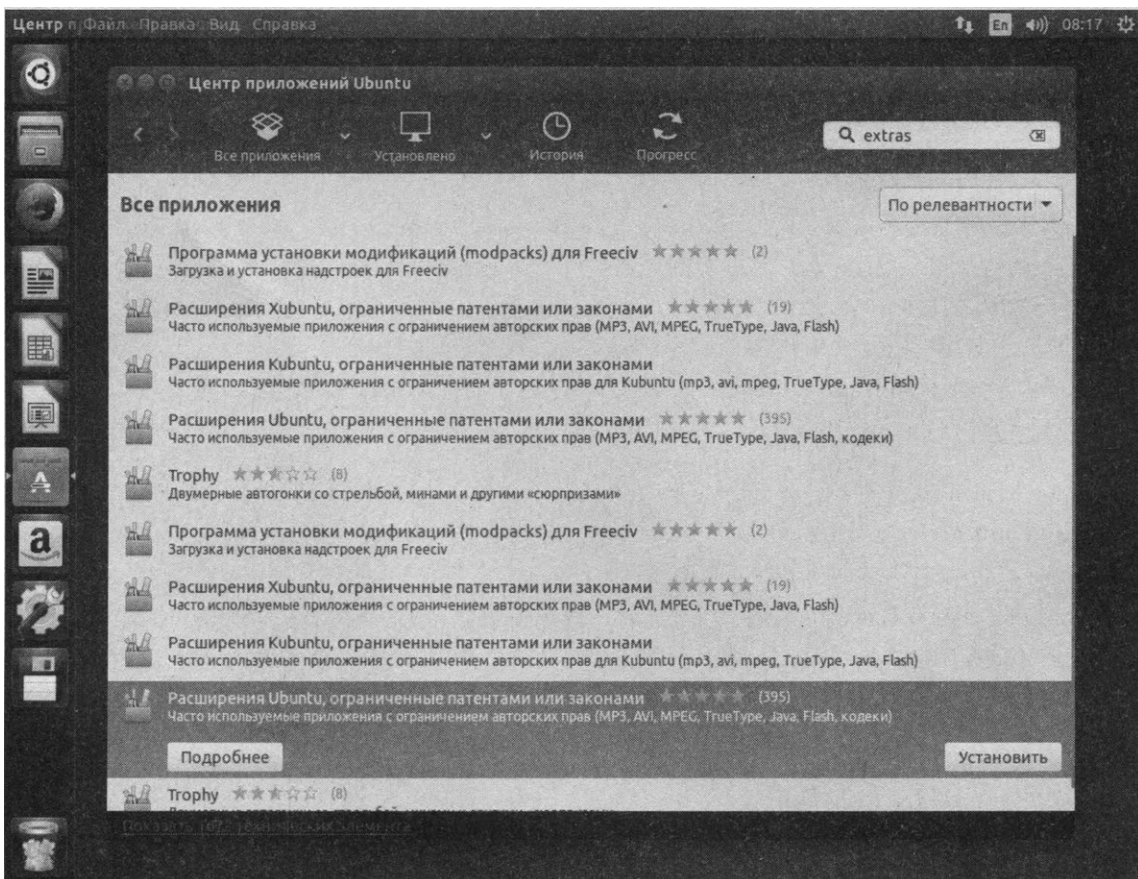 Центр п Файл Правка Вид Справка
En 08:17
Центр приложений Ubuntu
Все приложения Установлено История Прогресс
extras
Все приложения
По релевантности
Программа установки модификаций (modpacks) для Freeciv (2)
Загрузка и установка надстроек для Freeciv
Расширения Xubuntu, ограниченные патентами или законами (19)
Часто используемые приложения с ограничением авторских прав (MP3, AVI, MPEG, TrueType, Java, Flash)
Расширения Kubuntu, ограниченные патентами или законами
Часто используемые приложения с ограничением авторских прав для Kubuntu (mp3, avi, mpeg, TrueType, Java, Flash)
Расширения Ubuntu, ограниченные патентами или законами (395)
Часто используемые приложения с ограничением авторских прав (MP3, AVI, MPEG, TrueType, Java, Flash, кодеки)
Trophy (8)
Двумерные автогонки со стрельбой, минами и другими «сюрпризами»
Программа установки модификаций (modpacks) для Freeciv (2)
Загрузка и установка надстроек для Freeciv
Расширения Xubuntu, ограниченные патентами или законами (19)
Часто используемые приложения с ограничением авторских прав (MP3, AVI, MPEG, TrueType, Java, Flash)
Расширения Kubuntu, ограниченные патентами или законами
Часто используемые приложения с ограничением авторских прав для Kubuntu (mp3, avi, mpeg, TrueType, Java, Flash)
Расширения Ubuntu, ограниченные патентами или законами (395)
Часто используемые приложения с ограничением авторских прав (MP3, AVI, MPEG, TrueType, Java, Flash, кодеки)
Подробнее
Установить
Trophy (8)
Показать технических элемента
a